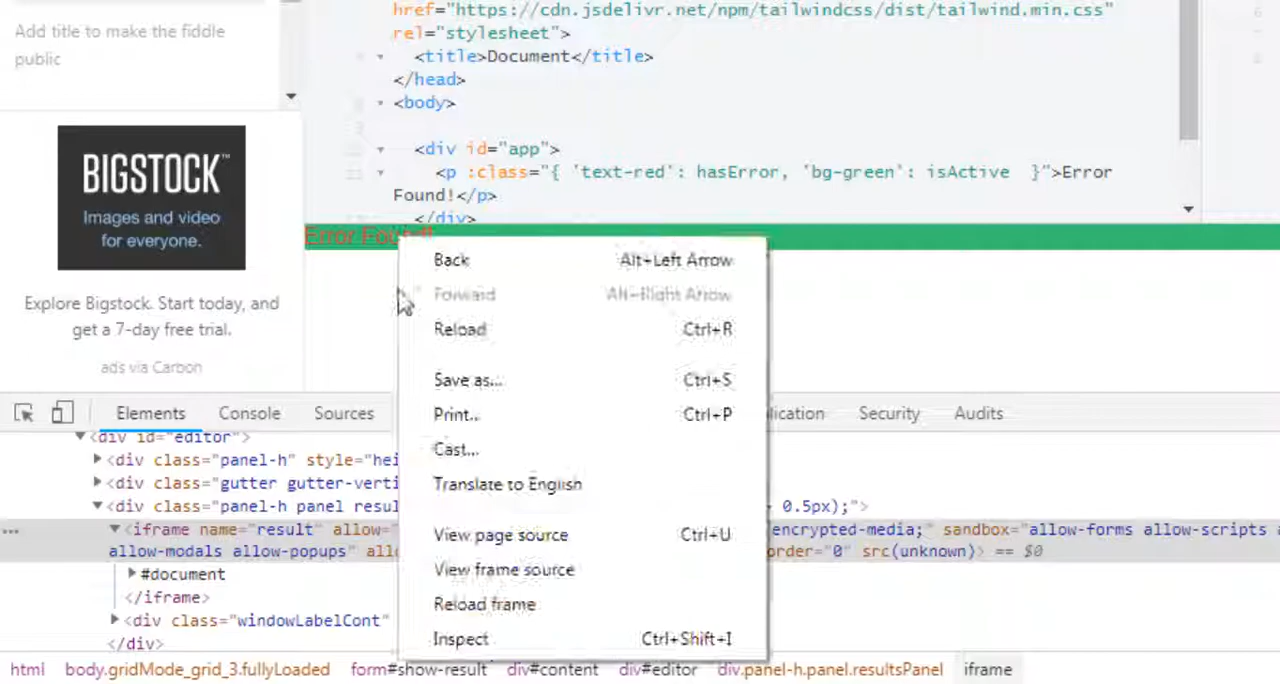 Add title to make the fiddle
public
BIGSTOCK™
Images and video
for everyone.
Explore Bigstock. Start today, and
get a 7-day free trial.
ads via Carbon
href="https://cdn.jsdelivr.net/npm/tailwindcss/dist/tailwind.min.css"
rel="stylesheet">
<title>Document</title>
</head>
<body>
<div id="app">
<p :class="{ 'text-red': hasError, 'bg-green': isActive }">Error
Found!</p>
</div>
Error Found!
Back Alt+Left Arrow
Forward Alt+Right Arrow
Reload Ctrl+R
Save as... Ctrl+S
Print... Ctrl+P
Cast...
Translate to English
View page source Ctrl+U
View frame source
Reload frame
Inspect Ctrl+Shift+I
Elements Console Sources lication Security Audits
<div id="editor">
<div class="panel-h" style="hei
<div class="gutter gutter-verti
<div class="panel-h panel resul 0.5px);">
... <iframe name="result" allow=" encrypted-media;" sandbox="allow-forms allow-scripts a
allow-modals allow-popups" allo order="0" src(unknown)> == $0
#document
</iframe>
<div class="windowLabelCont"
</div>
html body.gridMode_grid_3.fullyLoaded form#show-result div#content div#editor div.panel-h.panel.resultsPanel iframe